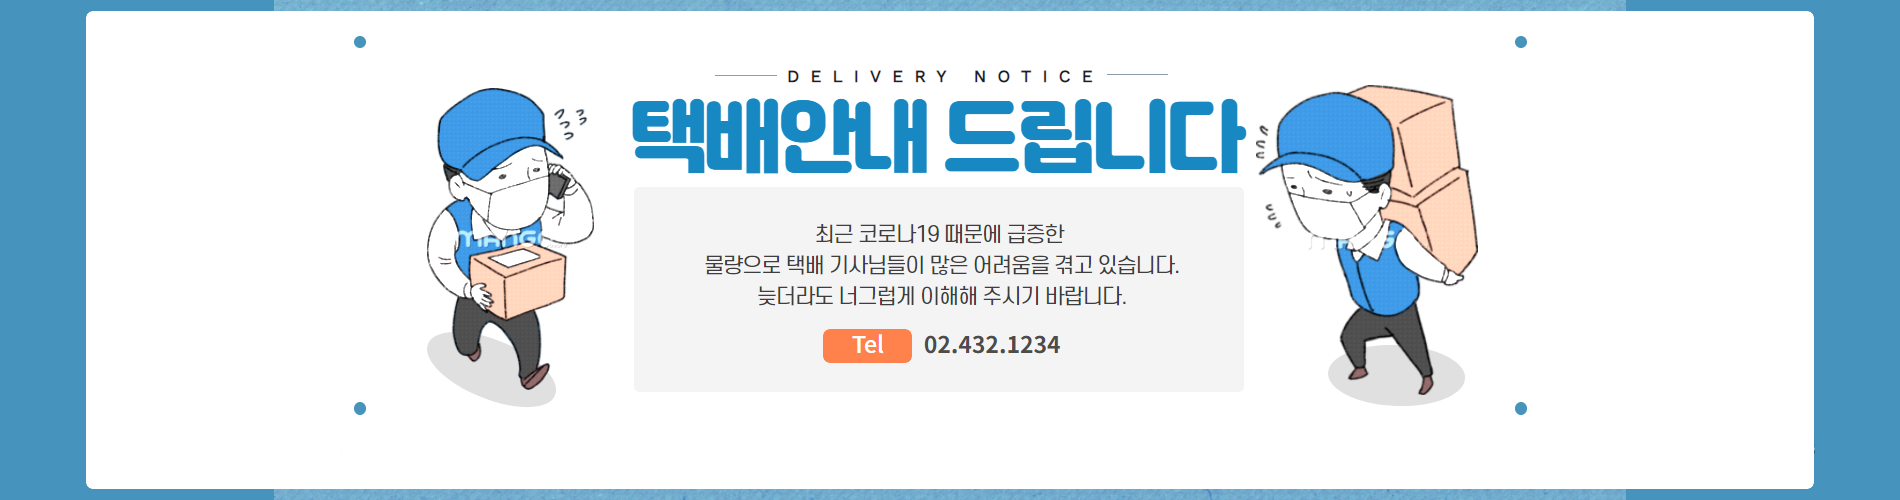 DELIVERY NOTICE
택배안내 드립니다
최근 코로나19 때문에 급증한
물량으로 택배 기사님들이 많은 어려움을 겪고 있습니다.
늦더라도 너그럽게 이해해 주시기 바랍니다.
Tel 02.432.1234